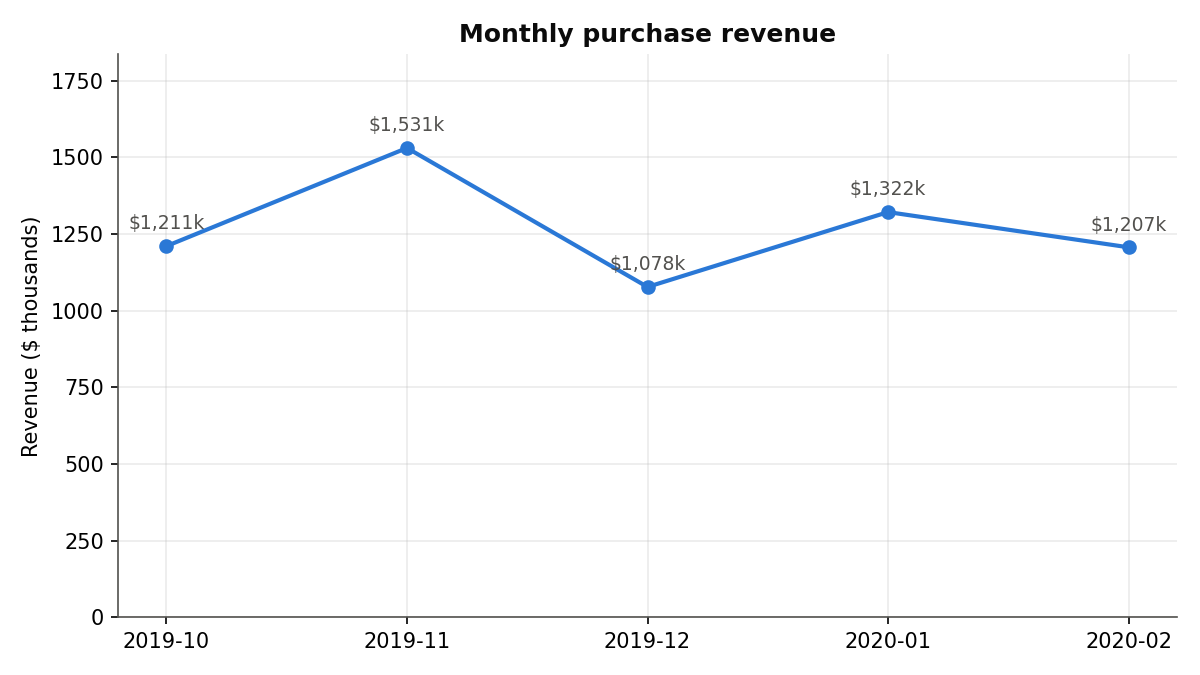 Monthly purchase revenue
Revenue ($ thousands)
1750
1500
1250
1000
750
500
250
0
$1,211k
$1,531k
$1,078k
$1,322k
$1,207k
2019-10
2019-11
2019-12
2020-01
2020-02